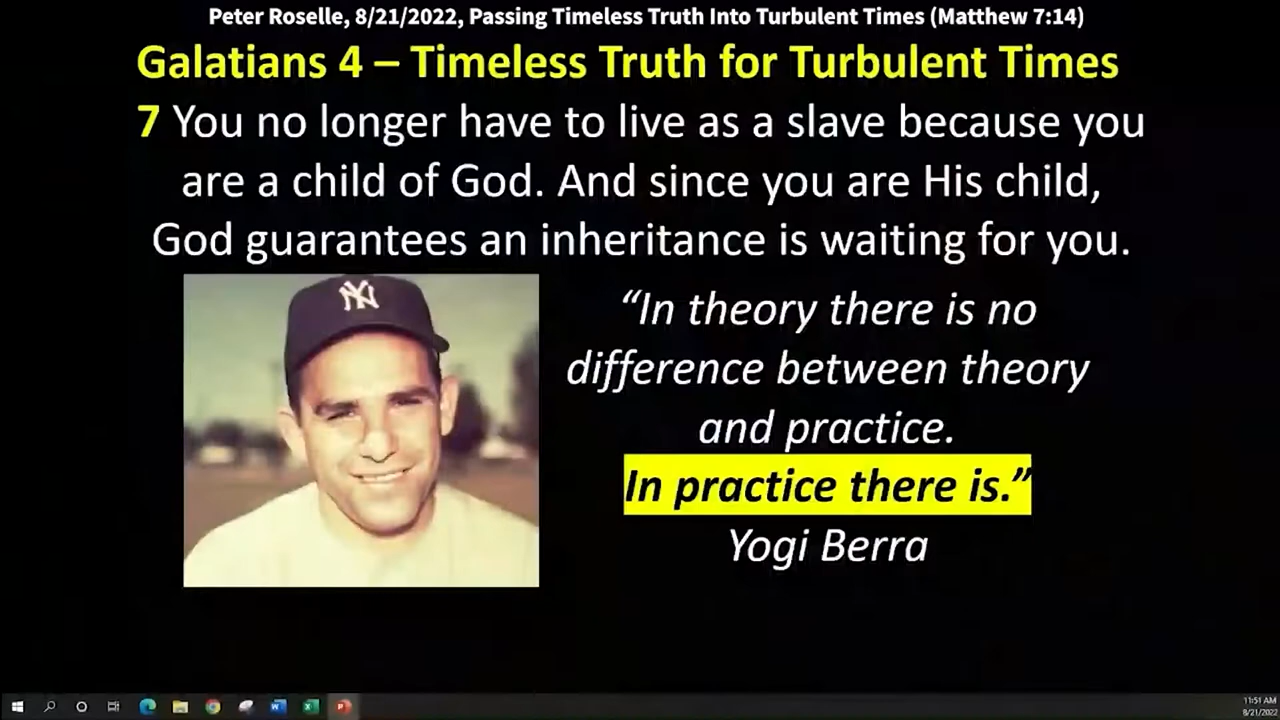 Peter Roselle, 8/21/2022, Passing Timeless Truth Into Turbulent Times (Matthew 7:14)
Galatians 4 – Timeless Truth for Turbulent Times
7 You no longer have to live as a slave because you
are a child of God. And since you are His child,
God guarantees an inheritance is waiting for you.
NY
“In theory there is no
difference between theory
and practice.
In practice there is.”
Yogi Berra
11:51 AM
8/21/2022